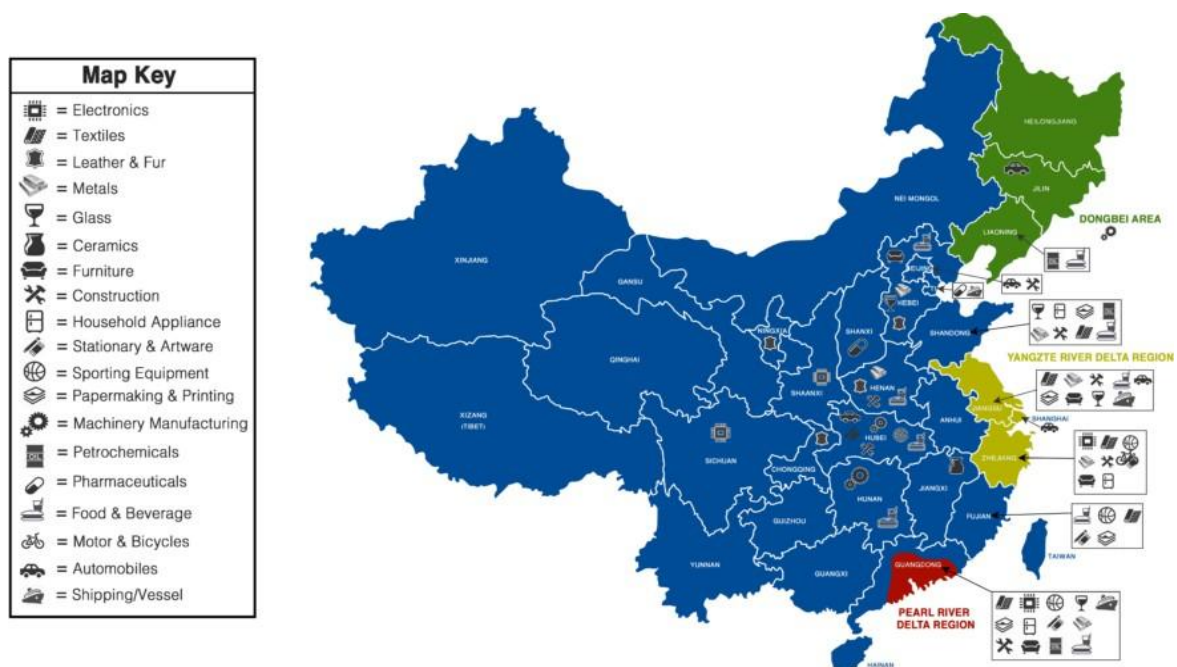 Map Key
= Electronics
= Textiles
= Leather & Fur
= Metals
= Glass
= Ceramics
= Furniture
= Construction
= Household Appliance
= Stationary & Artware
= Sporting Equipment
= Papermaking & Printing
= Machinery Manufacturing
OIL = Petrochemicals
= Pharmaceuticals
= Food & Beverage
= Motor & Bicycles
= Automobiles
= Shipping/Vessel
HEILONGJIANG
JILIN
NEI MONGOL
DONGBEI AREA
LIAONING
XINJIANG
GANSU
HEBEI
SHANXI
SHANDONG
NINGXIA
QINGHAI
YANGZTE RIVER DELTA REGION
HENAN
SHAANXI
JIANGSU
XIZANG
(TIBET)
ANHUI
SHANGHAI
HUBEI
SICHUAN
ZHEJIANG
CHONGQING
JIANGXI
HUNAN
FUJIAN
GUIZHOU
TAIWAN
YUNNAN
GUANGXI
GUANGDONG
PEARL RIVER
DELTA REGION
HAINAN